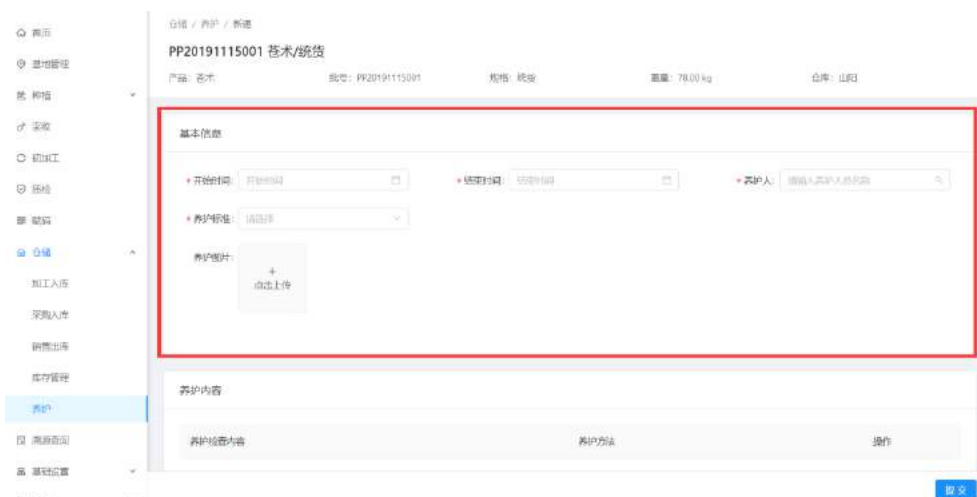 仓储 / 养护 / 新建
PP20191115001 苍术/统货
产品：苍术
批号：PP20191115001
规格：统货
重量：78.00 kg
仓库：山阳
首页
基地管理
种植
采收
初加工
质检
赋码
仓储
加工入库
采购入库
销售出库
库存管理
养护
溯源查询
基础设置
基本信息
* 开始时间： 开始时间
* 结束时间： 结束时间
* 养护人： 请输入养护人员名称
* 养护标准： 请选择
养护图片：
+
点击上传
养护内容
养护检查内容
养护方法
操作
提交